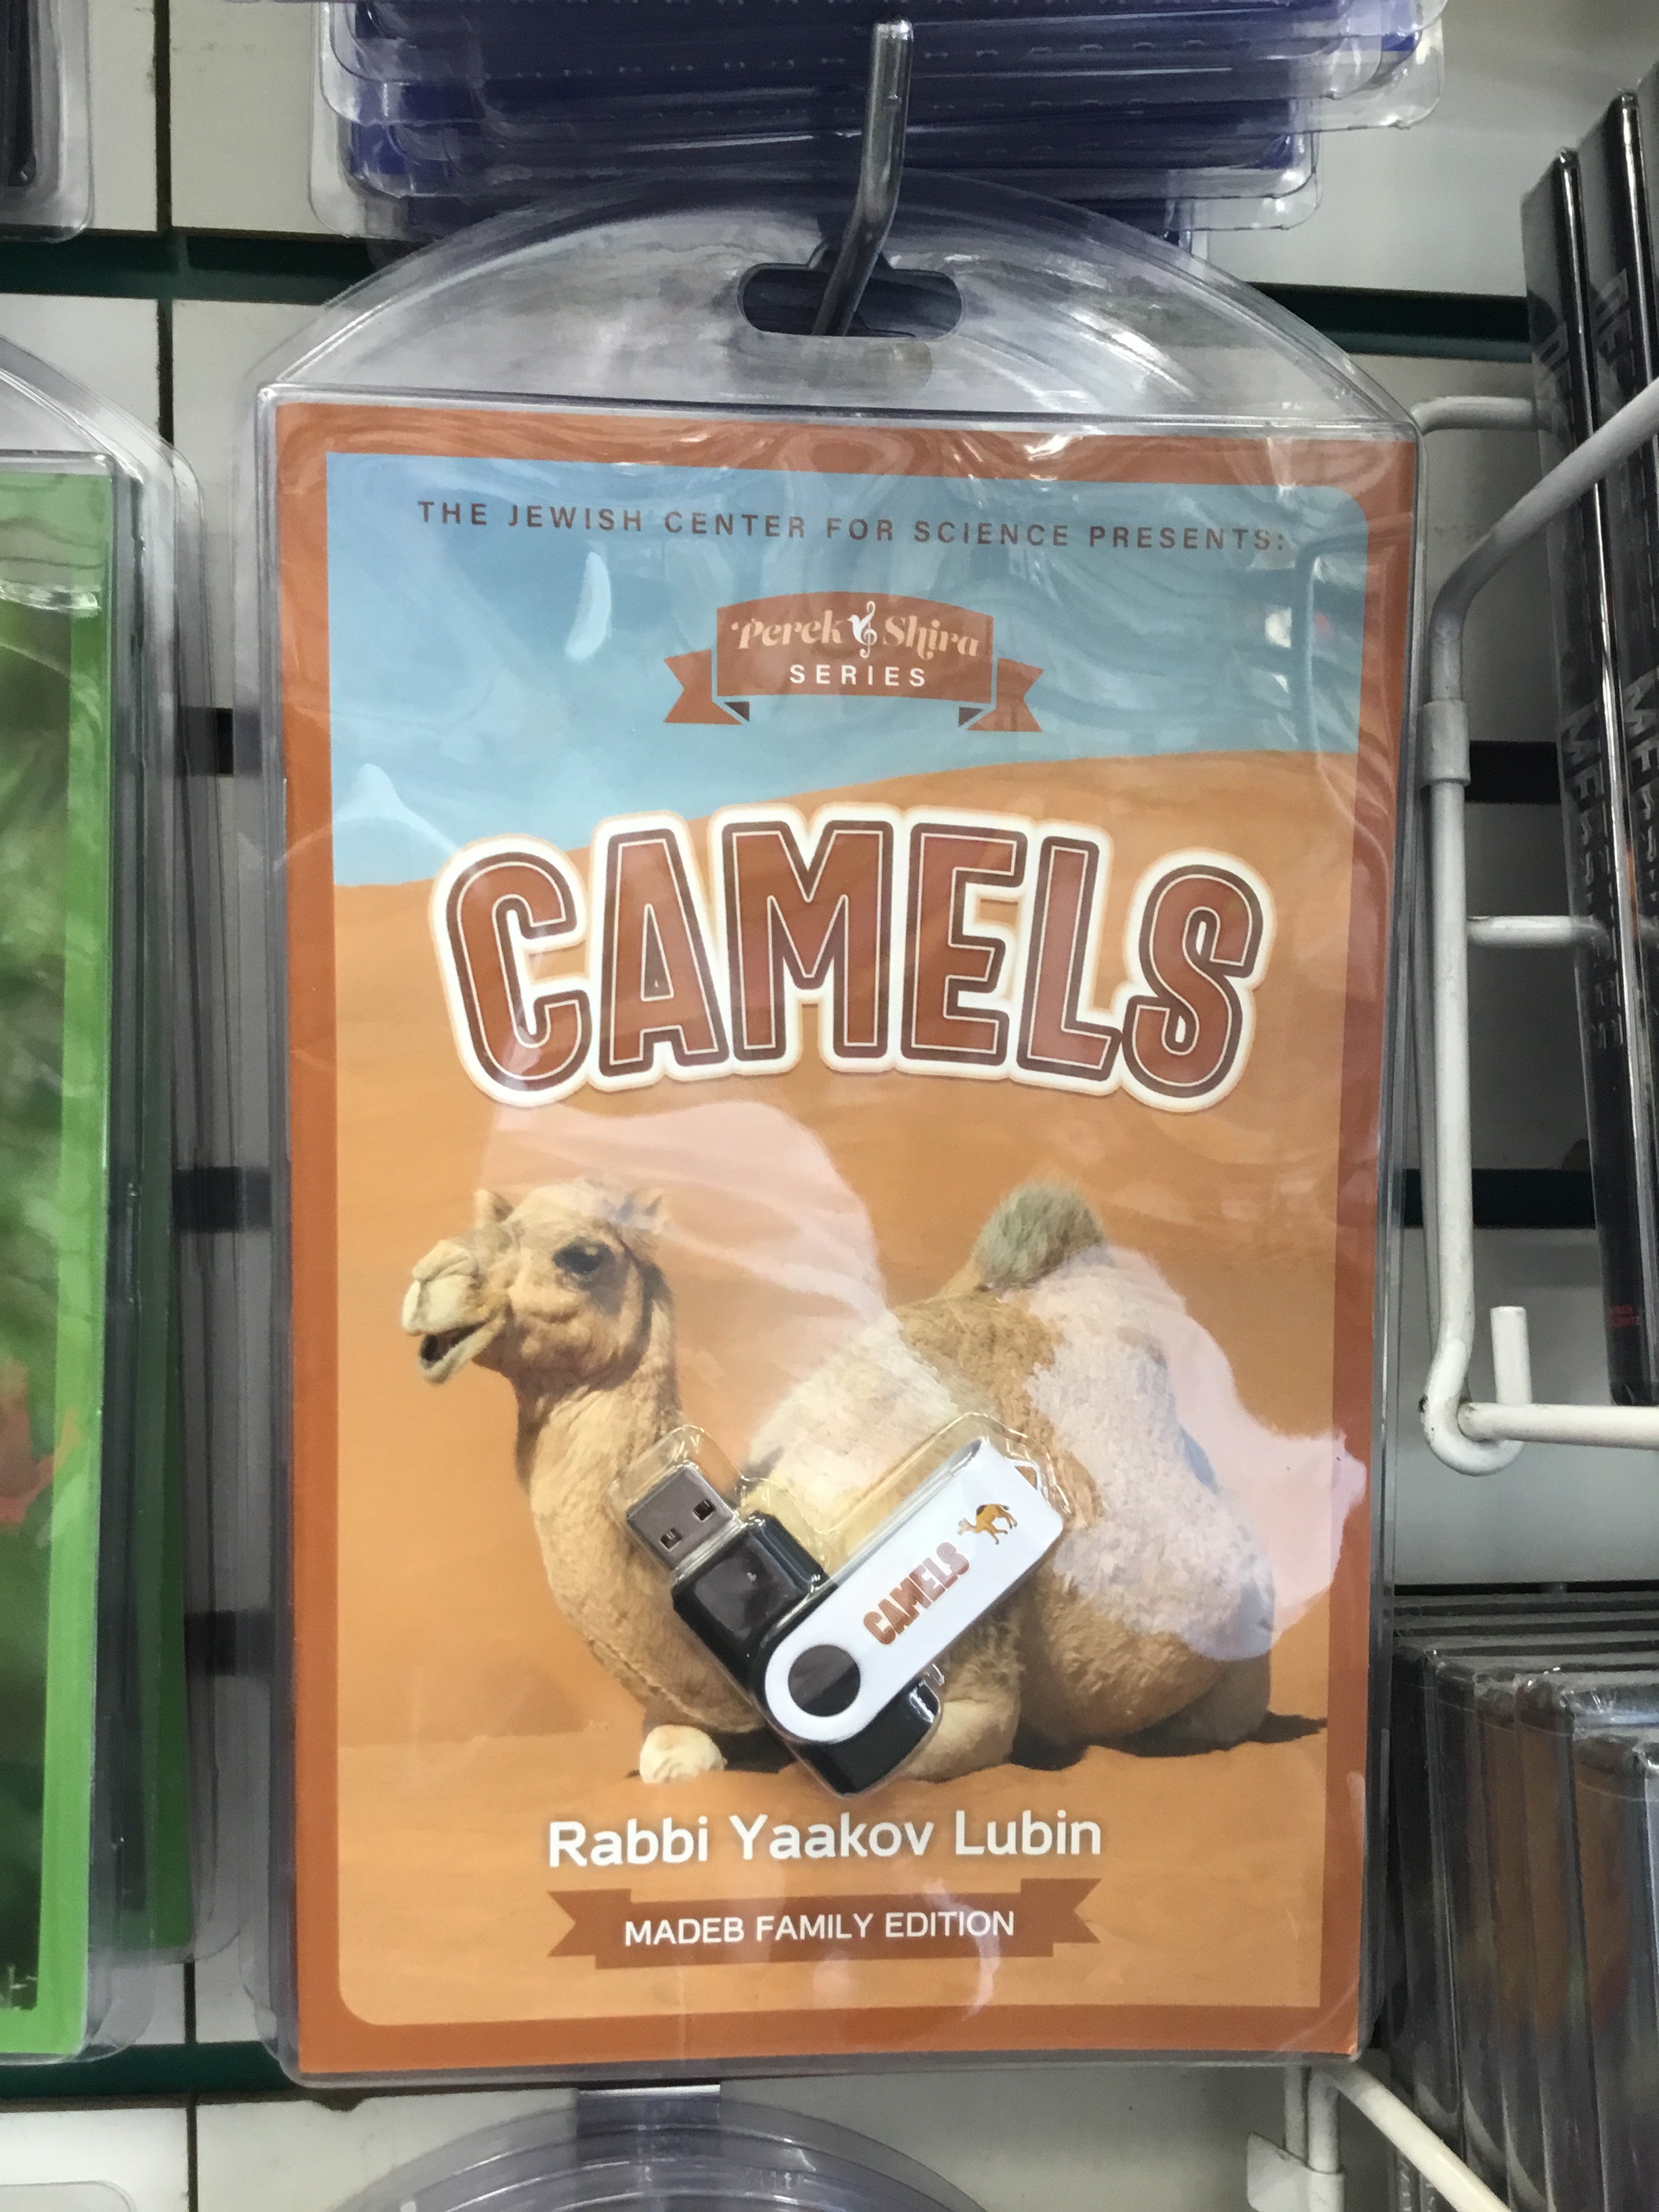 THE JEWISH CENTER FOR SCIENCE PRESENTS:
Perek Shira
SERIES
CAMELS
CAMELS
Rabbi Yaakov Lubin
MADEB FAMILY EDITION